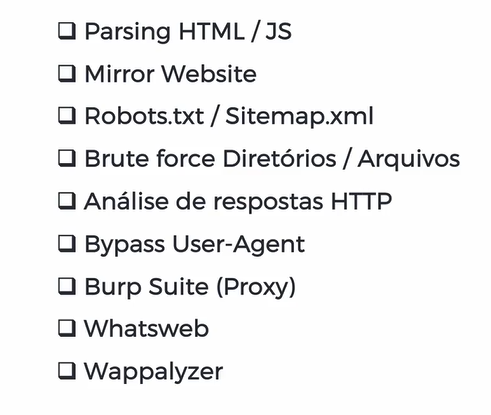 ❑ Parsing HTML / JS
❑ Mirror Website
❑ Robots.txt / Sitemap.xml
❑ Brute force Diretórios / Arquivos
❑ Análise de respostas HTTP
❑ Bypass User-Agent
❑ Burp Suite (Proxy)
❑ Whatsweb
❑ Wappalyzer